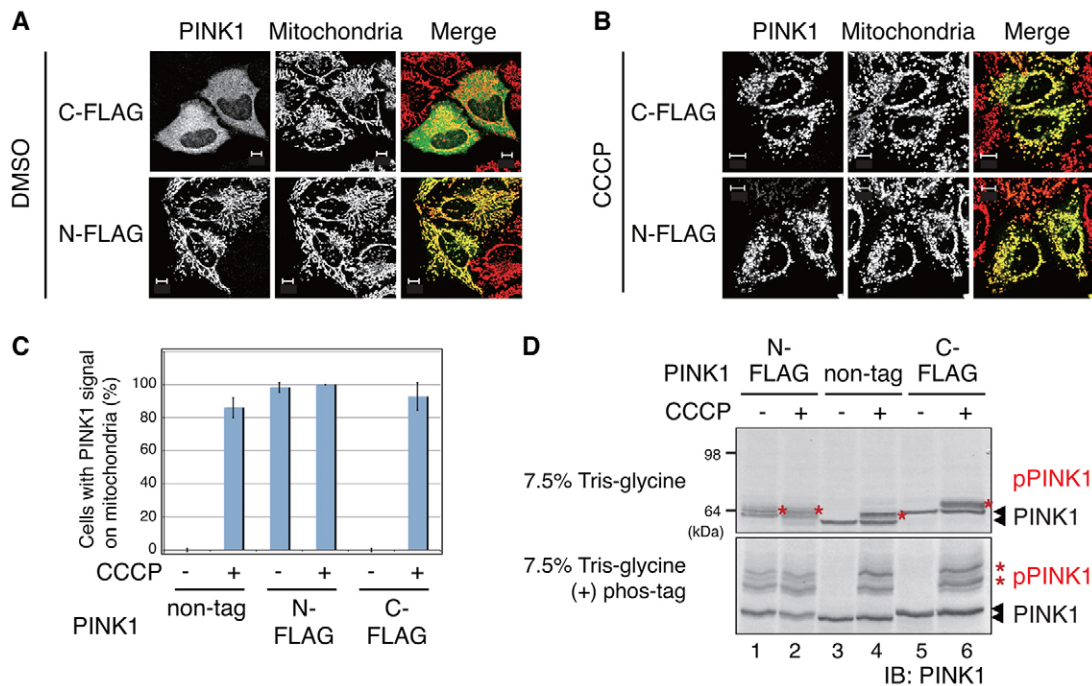 A
PINK1 Mitochondria Merge
DMSO
C-FLAG
N-FLAG
B
PINK1 Mitochondria Merge
CCCP
C-FLAG
N-FLAG
C
Cells with PINK1 signal
on mitochondria (%)
100
80
60
40
20
0
CCCP - + - + - +
PINK1 non-tag N-FLAG C-FLAG
D
PINK1 N-FLAG non-tag C-FLAG
CCCP - + - + - +
7.5% Tris-glycine
98
64
(kDa)
* * * *
pPINK1
PINK1
7.5% Tris-glycine
(+) phos-tag
*
pPINK1
*
PINK1
1 2 3 4 5 6
IB: PINK1